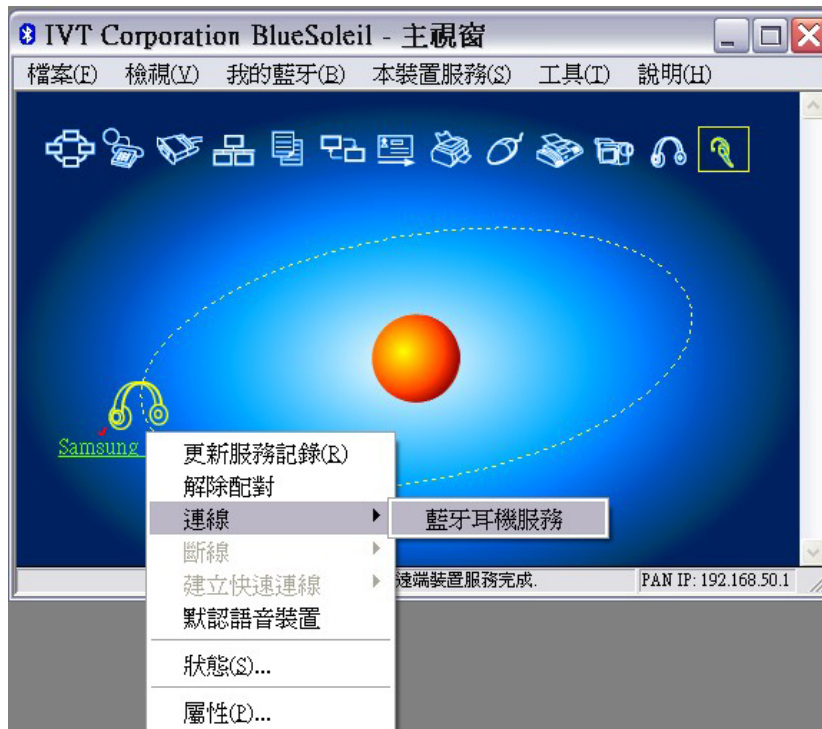 IVT Corporation BlueSoleil - 主視窗
檔案(F) 檢視(V) 我的藍牙(B) 本裝置服務(S) 工具(T) 說明(H)
Samsung
更新服務記錄(R)
解除配對
連線 藍牙耳機服務
斷線
建立快速連線
遠端裝置服務完成. PAN IP: 192.168.50.1
默認語音裝置
狀態(S)...
屬性(P)...